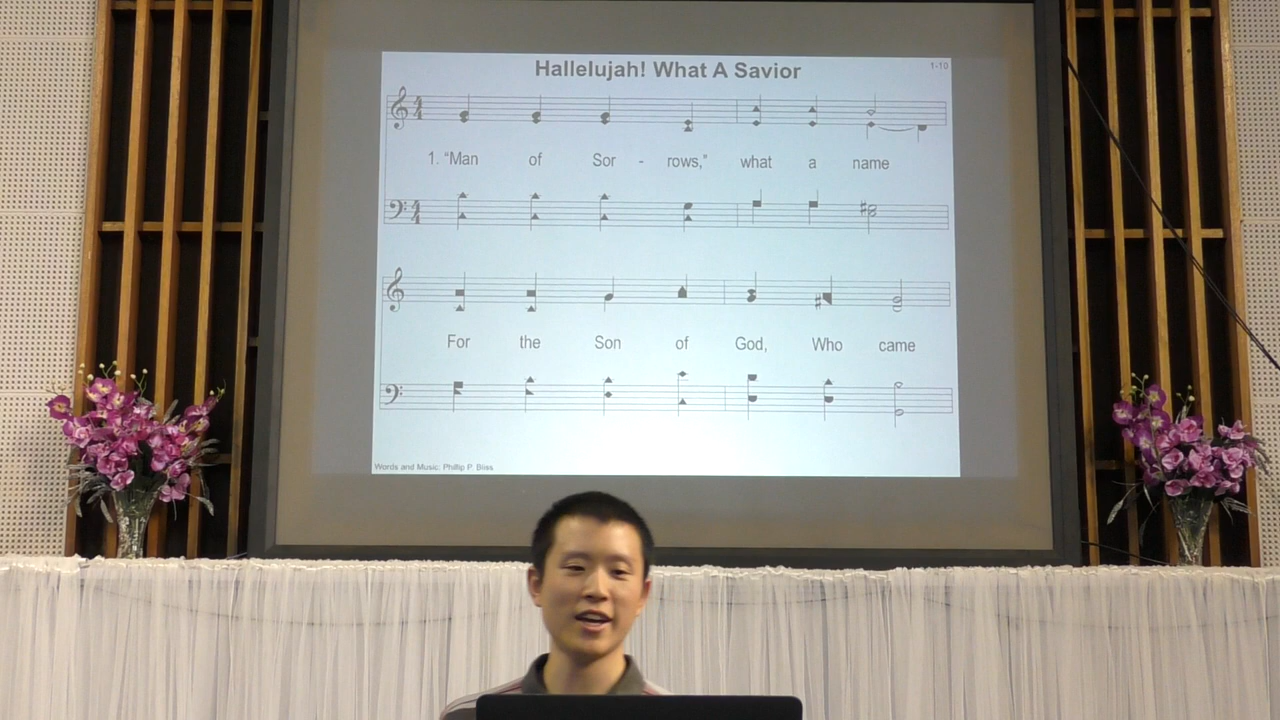 Hallelujah! What A Savior
1-10
1. “Man of Sor - rows,” what a name
For the Son of God, Who came
Words and Music: Phillip P. Bliss